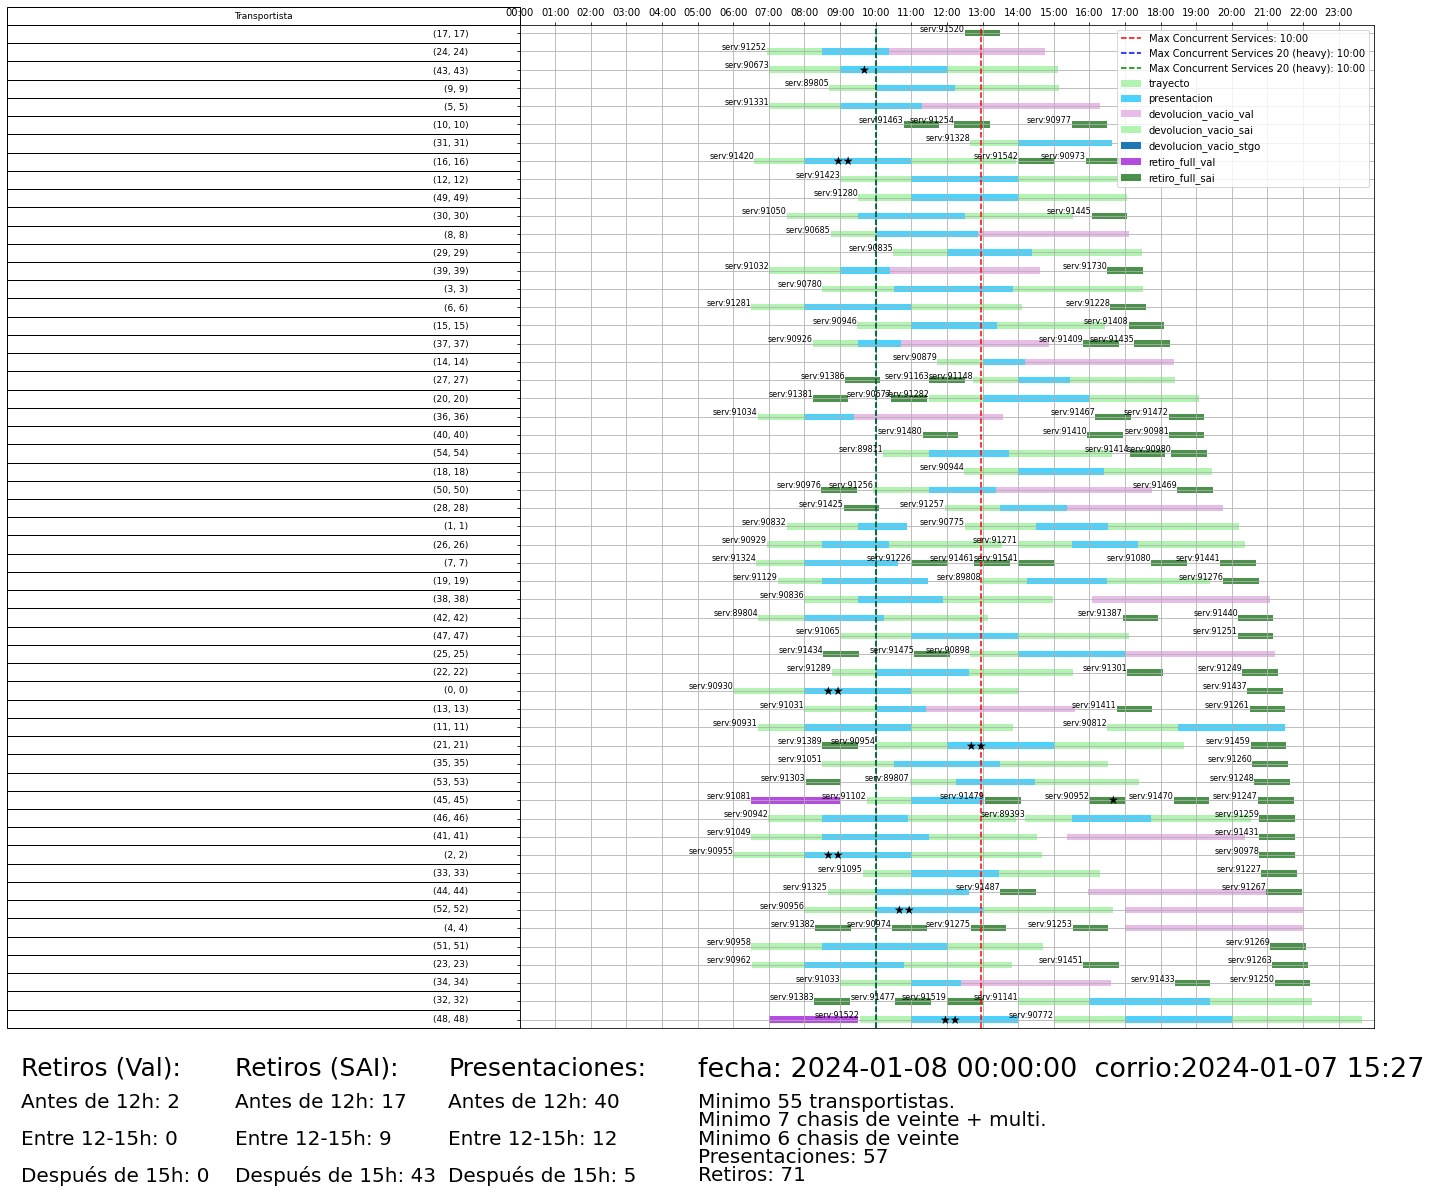 Transportista
00:00 01:00 02:00 03:00 04:00 05:00 06:00 07:00 08:00 09:00 10:00 11:00 12:00 13:00 14:00 15:00 16:00 17:00 18:00 19:00 20:00 21:00 22:00 23:00
Max Concurrent Services: 10:00
Max Concurrent Services 20 (heavy): 10:00
Max Concurrent Services 20 (heavy): 10:00
trayecto
presentacion
devolucion_vacio_val
devolucion_vacio_sai
devolucion_vacio_stgo
retiro_full_val
retiro_full_sai
(17, 17) serv:91520
(24, 24) serv:91252
(43, 43) serv:90673
(9, 9) serv:89805
(5, 5) serv:91331
(10, 10) serv:91463 serv:91254 serv:90977
(31, 31) serv:91328
(16, 16) serv:91420 serv:91542 serv:90973
(12, 12) serv:91423
(49, 49) serv:91280
(30, 30) serv:91050 serv:91445
(8, 8) serv:90685
(29, 29) serv:90835
(39, 39) serv:91032 serv:91730
(3, 3) serv:90780
(6, 6) serv:91281 serv:91228
(15, 15) serv:90946 serv:91408
(37, 37) serv:90926 serv:91409 serv:91435
(14, 14) serv:90879
(27, 27) serv:91386 serv:91163 serv:91148
(20, 20) serv:91381 serv:91282
(36, 36) serv:91034 serv:91467 serv:91472
(40, 40) serv:91480 serv:91410 serv:90981
(54, 54) serv:89811 serv:91414 serv:90980
(18, 18) serv:90944
(50, 50) serv:90976 serv:91256 serv:91469
(28, 28) serv:91425 serv:91257
(1, 1) serv:90832 serv:90775
(26, 26) serv:90929 serv:91271
(7, 7) serv:91324 serv:91226 serv:91461 serv:91541 serv:91080 serv:91441
(19, 19) serv:91129 serv:89808 serv:91276
(38, 38) serv:90836
(42, 42) serv:89804 serv:91387 serv:91440
(47, 47) serv:91065 serv:91251
(25, 25) serv:91434 serv:91475 serv:90898
(22, 22) serv:91289 serv:91301 serv:91249
(0, 0) serv:90930 serv:91437
(13, 13) serv:91031 serv:91411 serv:91261
(11, 11) serv:90931 serv:90812
(21, 21) serv:91389 serv:90954 serv:91459
(35, 35) serv:91051 serv:91260
(53, 53) serv:91303 serv:89807 serv:91248
(45, 45) serv:91081 serv:91102 serv:91479 serv:90952 serv:91470 serv:91247
(46, 46) serv:90942 serv:89393 serv:91259
(41, 41) serv:91049 serv:91431
(2, 2) serv:90955 serv:90978
(33, 33) serv:91095 serv:91227
(44, 44) serv:91325 serv:91487 serv:91267
(52, 52) serv:90956
(4, 4) serv:91382 serv:90974 serv:91275 serv:91253
(51, 51) serv:90958 serv:91269
(23, 23) serv:90962 serv:91451 serv:91263
(34, 34) serv:91033 serv:91433 serv:91250
(32, 32) serv:91383 serv:91477 serv:91519 serv:91141
(48, 48) serv:91522 serv:90772
Retiros (Val): Retiros (SAI): Presentaciones: fecha: 2024-01-08 00:00:00 corrio:2024-01-07 15:27
Antes de 12h: 2 Antes de 12h: 17 Antes de 12h: 40 Minimo 55 transportistas.
Minimo 7 chasis de veinte + multi.
Entre 12-15h: 0 Entre 12-15h: 9 Entre 12-15h: 12 Minimo 6 chasis de veinte
Presentaciones: 57
Después de 15h: 0 Después de 15h: 43 Después de 15h: 5 Retiros: 71